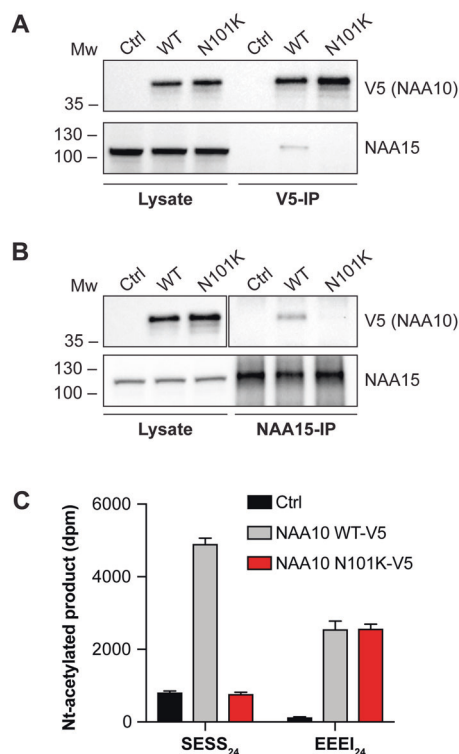 A
Mw Ctrl WT N101K Ctrl WT N101K
V5 (NAA10)
35 –
130 –
100 –
NAA15
Lysate V5-IP
B
Mw Ctrl WT N101K Ctrl WT N101K
V5 (NAA10)
35 –
130 –
100 –
NAA15
Lysate NAA15-IP
C
Nt-acetylated product (dpm)
6000
4000
2000
0
Ctrl
NAA10 WT-V5
NAA10 N101K-V5
SESS24 EEEI24